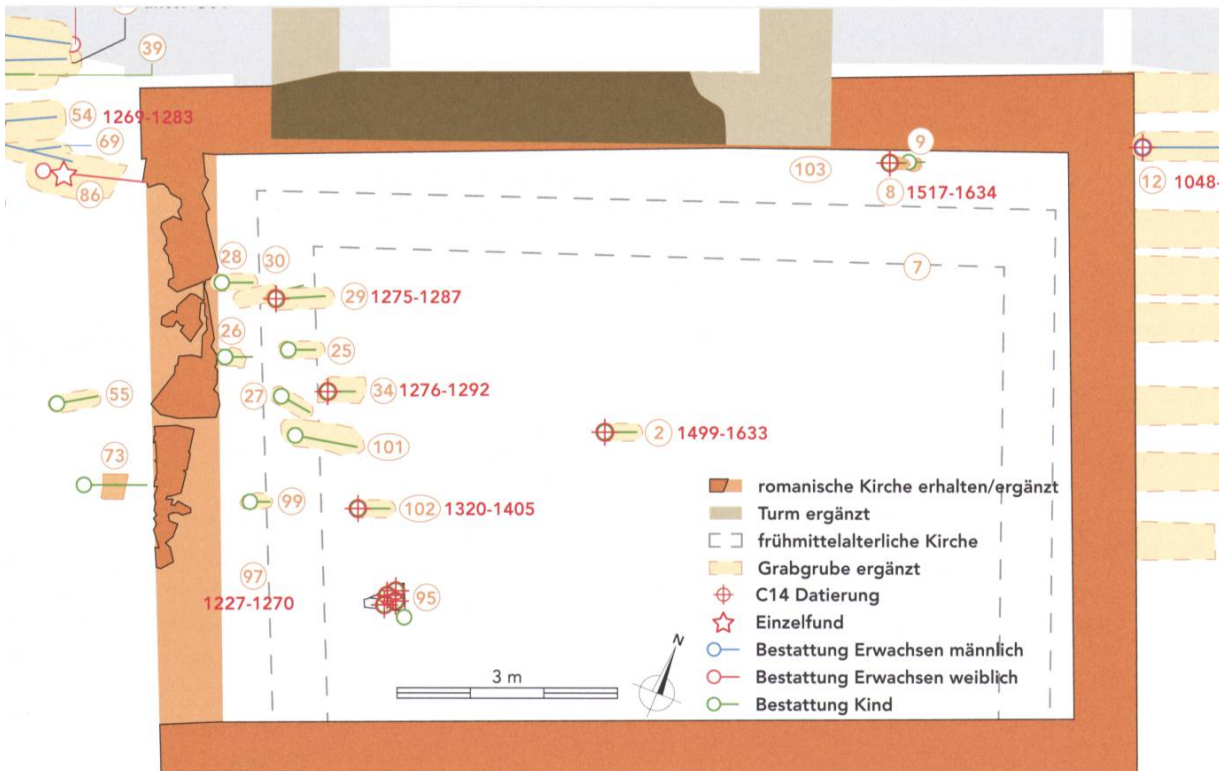 39
54 1269-1283
69
86
103
9
8 1517-1634
12 1048-
28
30
29 1275-1287
7
26
25
27
34 1276-1292
55
101
2 1499-1633
73
99
102 1320-1405
97
1227-1270
95
N
3 m
romanische Kirche erhalten/ergänzt
Turm ergänzt
frühmittelalterliche Kirche
Grabgrube ergänzt
C14 Datierung
Einzelfund
Bestattung Erwachsen männlich
Bestattung Erwachsen weiblich
Bestattung Kind